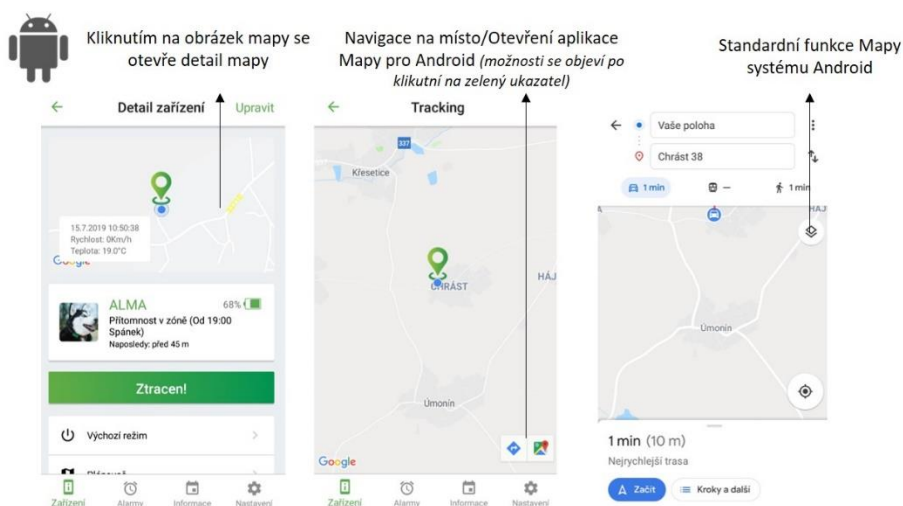 Kliknutím na obrázek mapy se
otevře detail mapy
Navigace na místo/Otevření aplikace
Mapy pro Android (možnosti se objeví po
klikutní na zelený ukazatel)
Standardní funkce Mapy
systému Android
Detail zařízení
Upravit
15.7.2019 10:50:38
Rychlost: 0Km/h
Teplota: 19.0°C
Google
ALMA
68%
Přítomnost v zóně (Od 19:00
Spánek)
Naposledy: před 45 m
Ztracen!
Výchozí režim
Zařízení
Alarmy
Informace
Nastavení
Tracking
337
Křesetice
CHRÁST
HÁJ
Úmonín
Google
Zařízení
Alarmy
Informace
Nastavení
Vaše poloha
Chrást 38
1 min
—
1 min
HÁJ
Úmonín
1 min (10 m)
Nejrychlejší trasa
Začít
Kroky a další